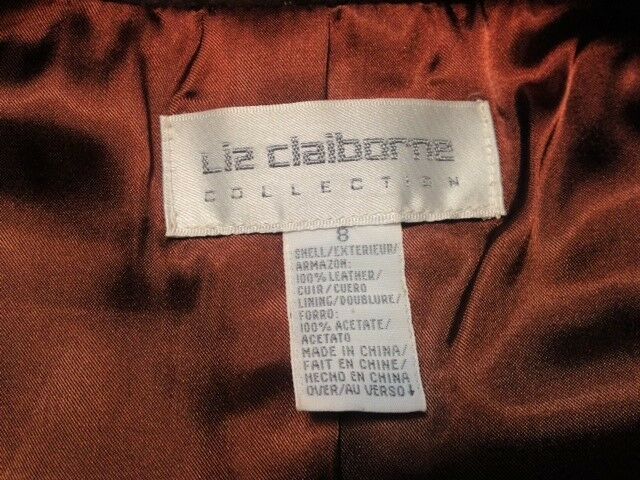 Liz claiborne
COLLECTION
8
SHELL/EXTERIEUR/
ARMAZON:
100% LEATHER/
CUIR/CUERO
LINING/DOUBLURE/
FORRO:
100% ACETATE/
ACETATO
MADE IN CHINA/
FAIT EN CHINE/
HECHO EN CHINA
OVER/AU VERSO↓